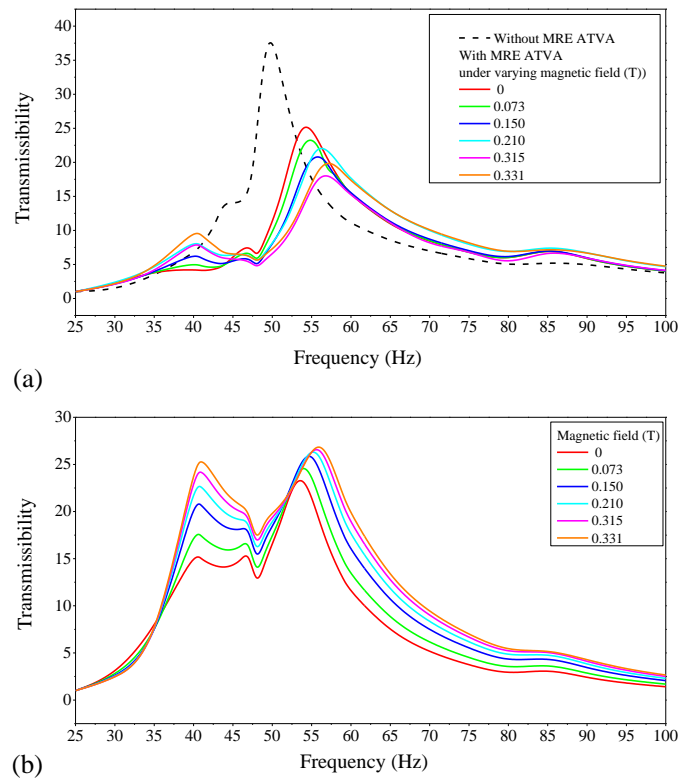 40
35
30
25
20
15
10
5
0
Transmissibility
Without MRE ATVA
With MRE ATVA
under varying magnetic field (T))
0
0.073
0.150
0.210
0.315
0.331
25 30 35 40 45 50 55 60 65 70 75 80 85 90 95 100
Frequency (Hz)
(a)
30
25
20
15
10
5
0
Transmissibility
Magnetic field (T)
0
0.073
0.150
0.210
0.315
0.331
25 30 35 40 45 50 55 60 65 70 75 80 85 90 95 100
Frequency (Hz)
(b)